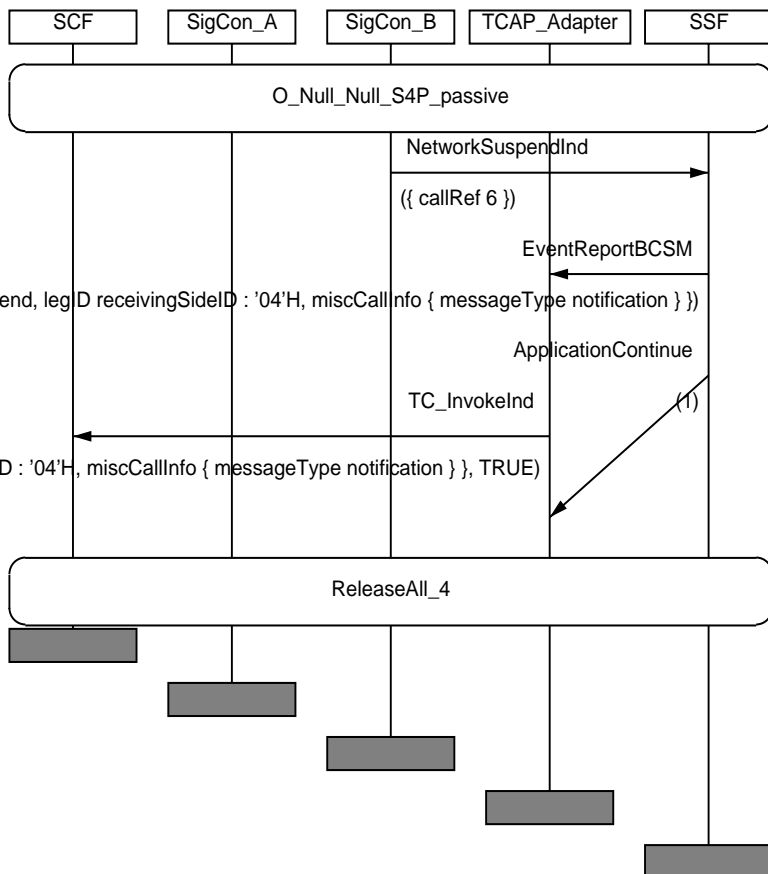 SCF SigCon_A SigCon_B TCAP_Adapter SSF
O_Null_Null_S4P_passive
NetworkSuspendInd
({ callRef 6 })
EventReportBCSM
end, legID receivingSideID : '04'H, miscCallInfo { messageType notification } })
ApplicationContinue
TC_InvokeInd
(1)
D : '04'H, miscCallInfo { messageType notification } }, TRUE)
ReleaseAll_4